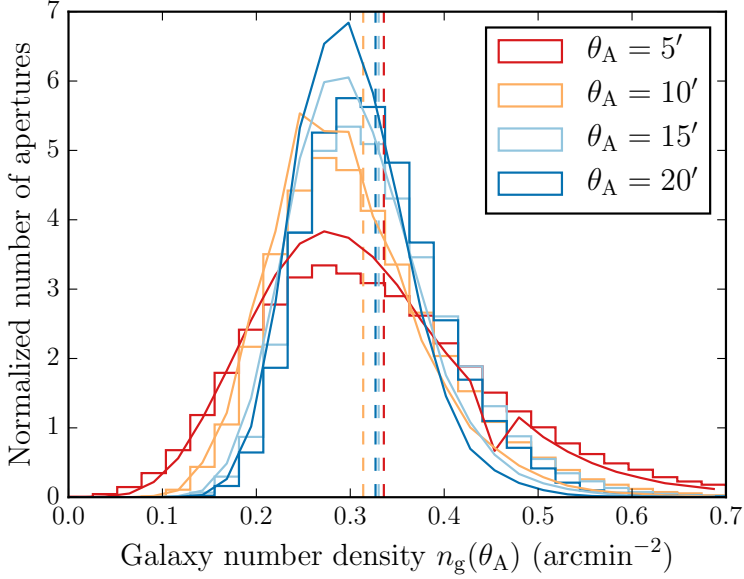 7
6
5
4
3
2
1
0
Normalized number of apertures
θ_A = 5′
θ_A = 10′
θ_A = 15′
θ_A = 20′
0.0 0.1 0.2 0.3 0.4 0.5 0.6 0.7
Galaxy number density n_g(θ_A) (arcmin⁻²)